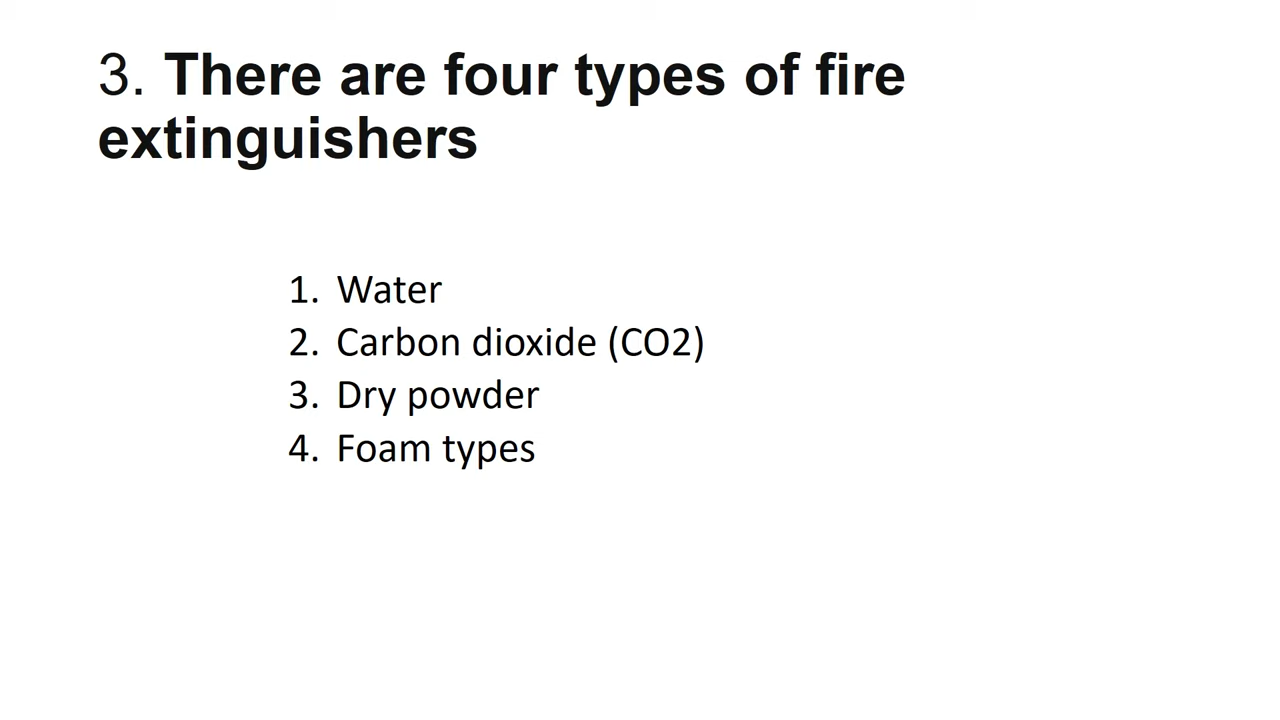 3. There are four types of fire
extinguishers
1. Water
2. Carbon dioxide (CO2)
3. Dry powder
4. Foam types